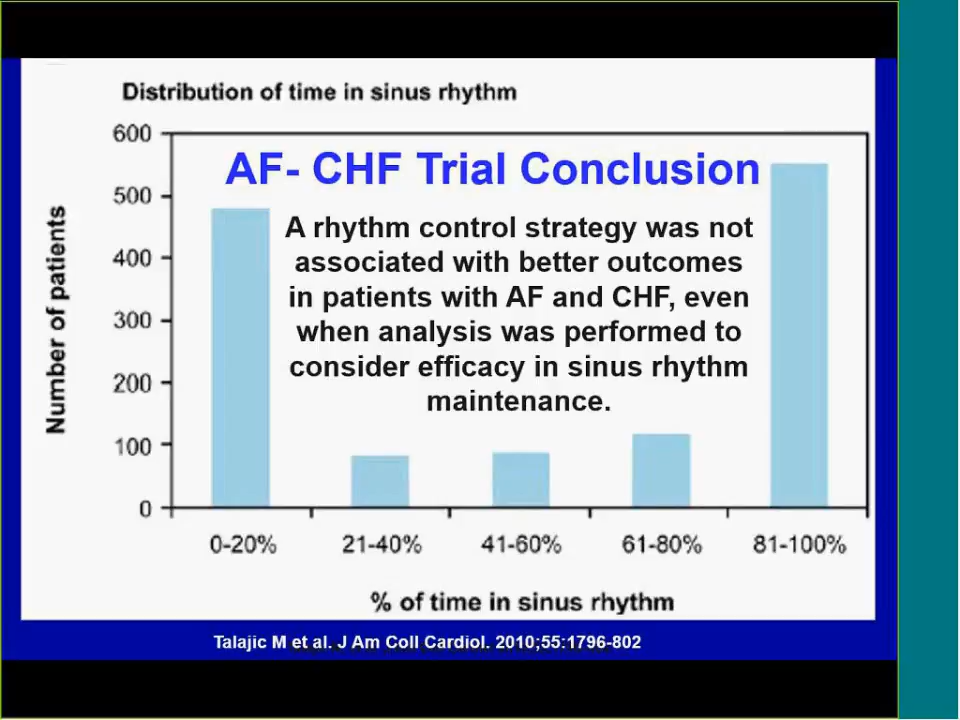 Distribution of time in sinus rhythm
600
AF- CHF Trial Conclusion
500
A rhythm control strategy was not
associated with better outcomes
400
in patients with AF and CHF, even
300
when analysis was performed to
consider efficacy in sinus rhythm
200
maintenance.
100
0
Number of patients
0-20% 21-40% 41-60% 61-80% 81-100%
% of time in sinus rhythm
Talajic M et al. J Am Coll Cardiol. 2010;55:1796-802